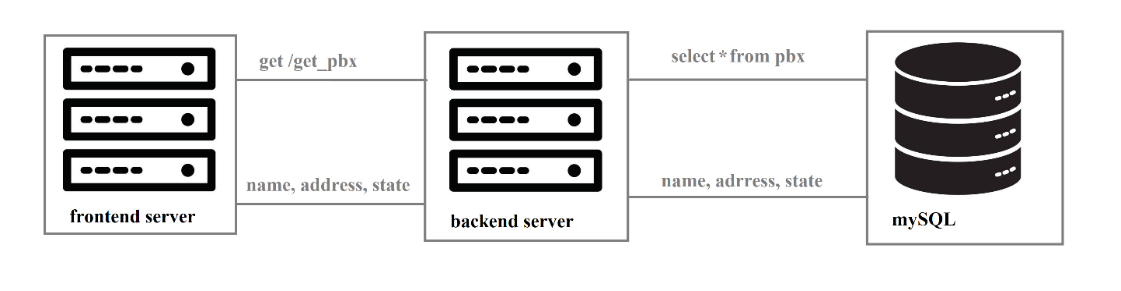 get /get_pbx
select * from pbx
name, address, state
name, adrress, state
frontend server
backend server
mySQL